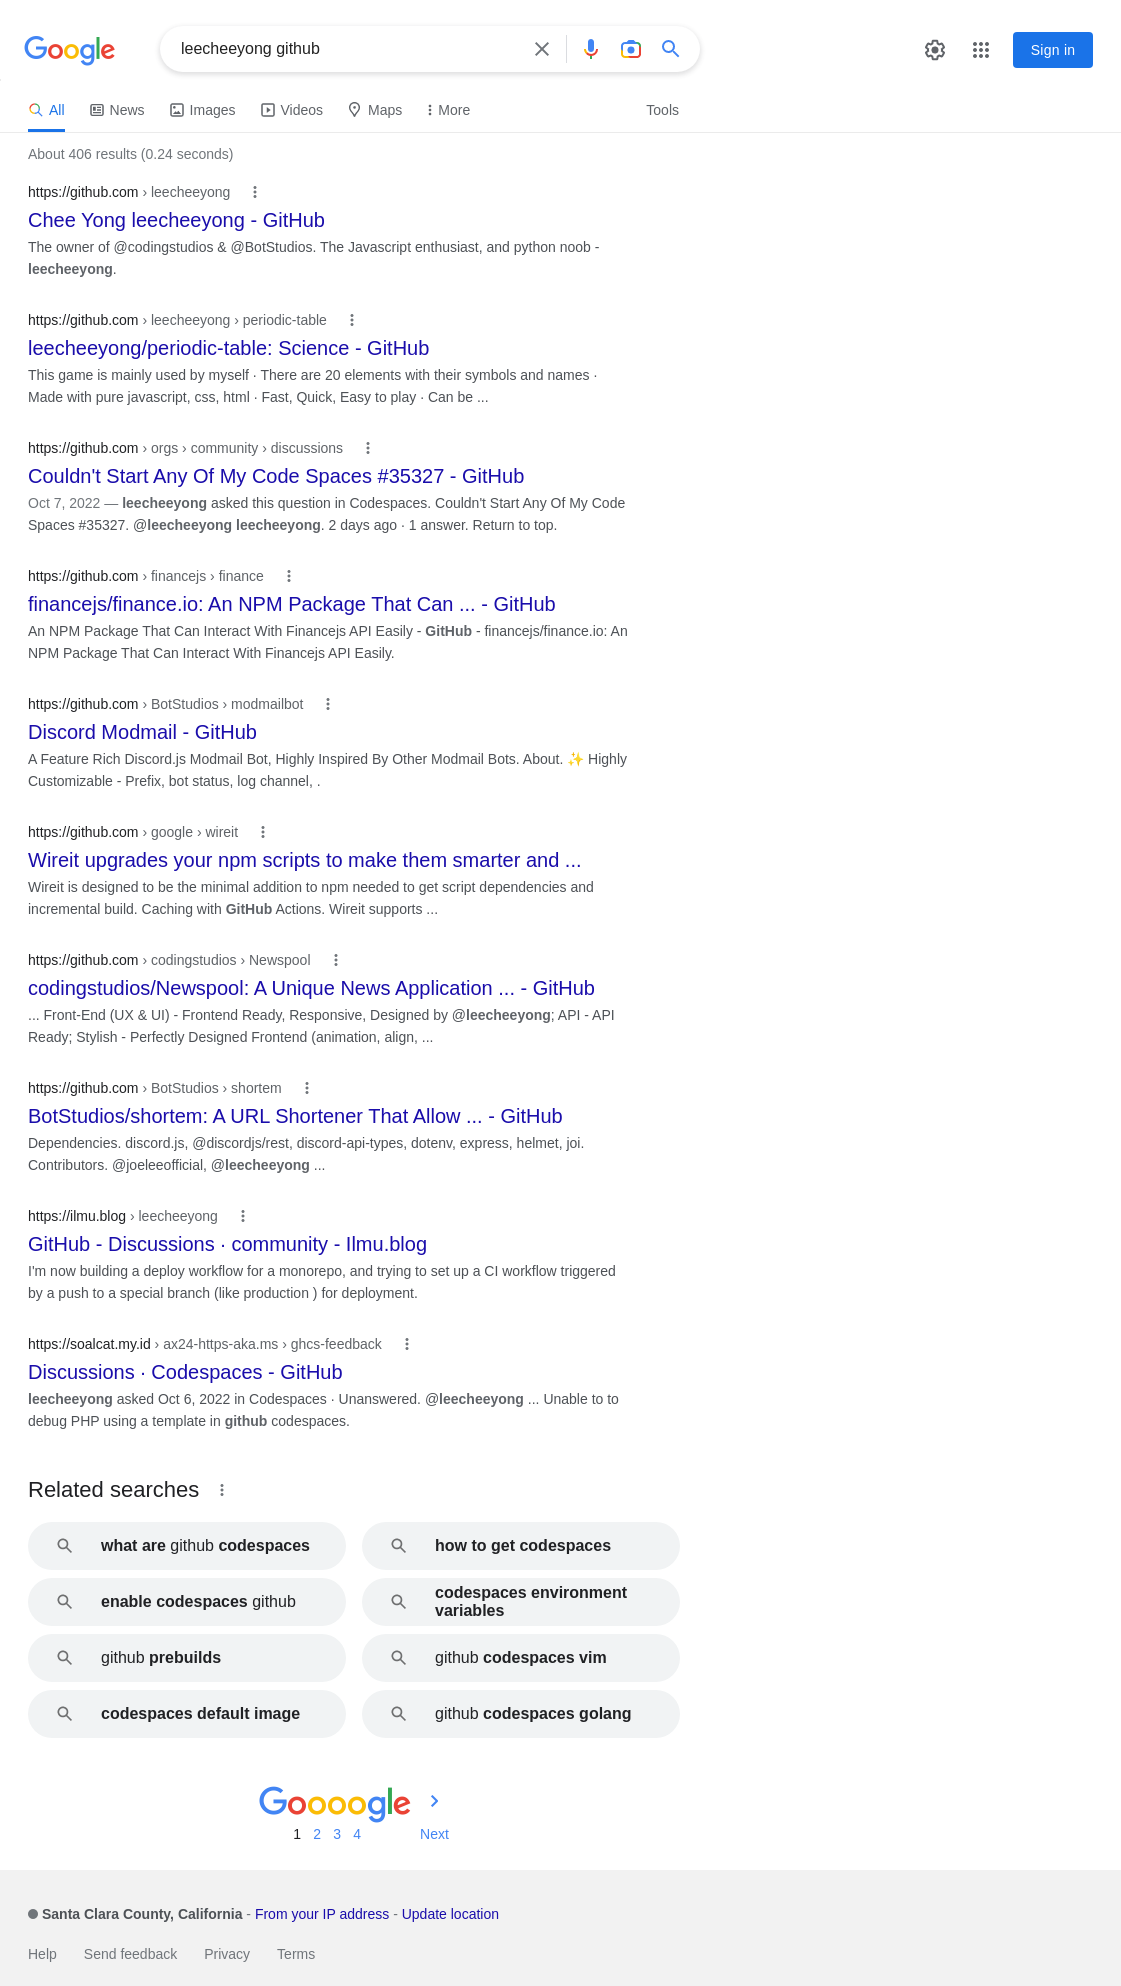 Google
leecheeyong github
Sign in
All News Images Videos Maps More Tools
About 406 results (0.24 seconds)
https://github.com › leecheeyong
Chee Yong leecheeyong - GitHub
The owner of @codingstudios & @BotStudios. The Javascript enthusiast, and python noob -
leecheeyong.
https://github.com › leecheeyong › periodic-table
leecheeyong/periodic-table: Science - GitHub
This game is mainly used by myself · There are 20 elements with their symbols and names ·
Made with pure javascript, css, html · Fast, Quick, Easy to play · Can be ...
https://github.com › orgs › community › discussions
Couldn't Start Any Of My Code Spaces #35327 - GitHub
Oct 7, 2022 — leecheeyong asked this question in Codespaces. Couldn't Start Any Of My Code
Spaces #35327. @leecheeyong leecheeyong. 2 days ago · 1 answer. Return to top.
https://github.com › financejs › finance
financejs/finance.io: An NPM Package That Can ... - GitHub
An NPM Package That Can Interact With Financejs API Easily - GitHub - financejs/finance.io: An
NPM Package That Can Interact With Financejs API Easily.
https://github.com › BotStudios › modmailbot
Discord Modmail - GitHub
A Feature Rich Discord.js Modmail Bot, Highly Inspired By Other Modmail Bots. About. ✨ Highly
Customizable - Prefix, bot status, log channel, .
https://github.com › google › wireit
Wireit upgrades your npm scripts to make them smarter and ...
Wireit is designed to be the minimal addition to npm needed to get script dependencies and
incremental build. Caching with GitHub Actions. Wireit supports ...
https://github.com › codingstudios › Newspool
codingstudios/Newspool: A Unique News Application ... - GitHub
... Front-End (UX & UI) - Frontend Ready, Responsive, Designed by @leecheeyong; API - API
Ready; Stylish - Perfectly Designed Frontend (animation, align, ...
https://github.com › BotStudios › shortem
BotStudios/shortem: A URL Shortener That Allow ... - GitHub
Dependencies. discord.js, @discordjs/rest, discord-api-types, dotenv, express, helmet, joi.
Contributors. @joeleeofficial, @leecheeyong ...
https://ilmu.blog › leecheeyong
GitHub - Discussions · community - Ilmu.blog
I'm now building a deploy workflow for a monorepo, and trying to set up a CI workflow triggered
by a push to a special branch (like production ) for deployment.
https://soalcat.my.id › ax24-https-aka.ms › ghcs-feedback
Discussions · Codespaces - GitHub
leecheeyong asked Oct 6, 2022 in Codespaces · Unanswered. @leecheeyong ... Unable to to
debug PHP using a template in github codespaces.
Related searches
what are github codespaces
how to get codespaces
enable codespaces github
codespaces environment
variables
github prebuilds
github codespaces vim
codespaces default image
github codespaces golang
Goooogle
1 2 3 4 Next
Santa Clara County, California - From your IP address - Update location
Help Send feedback Privacy Terms